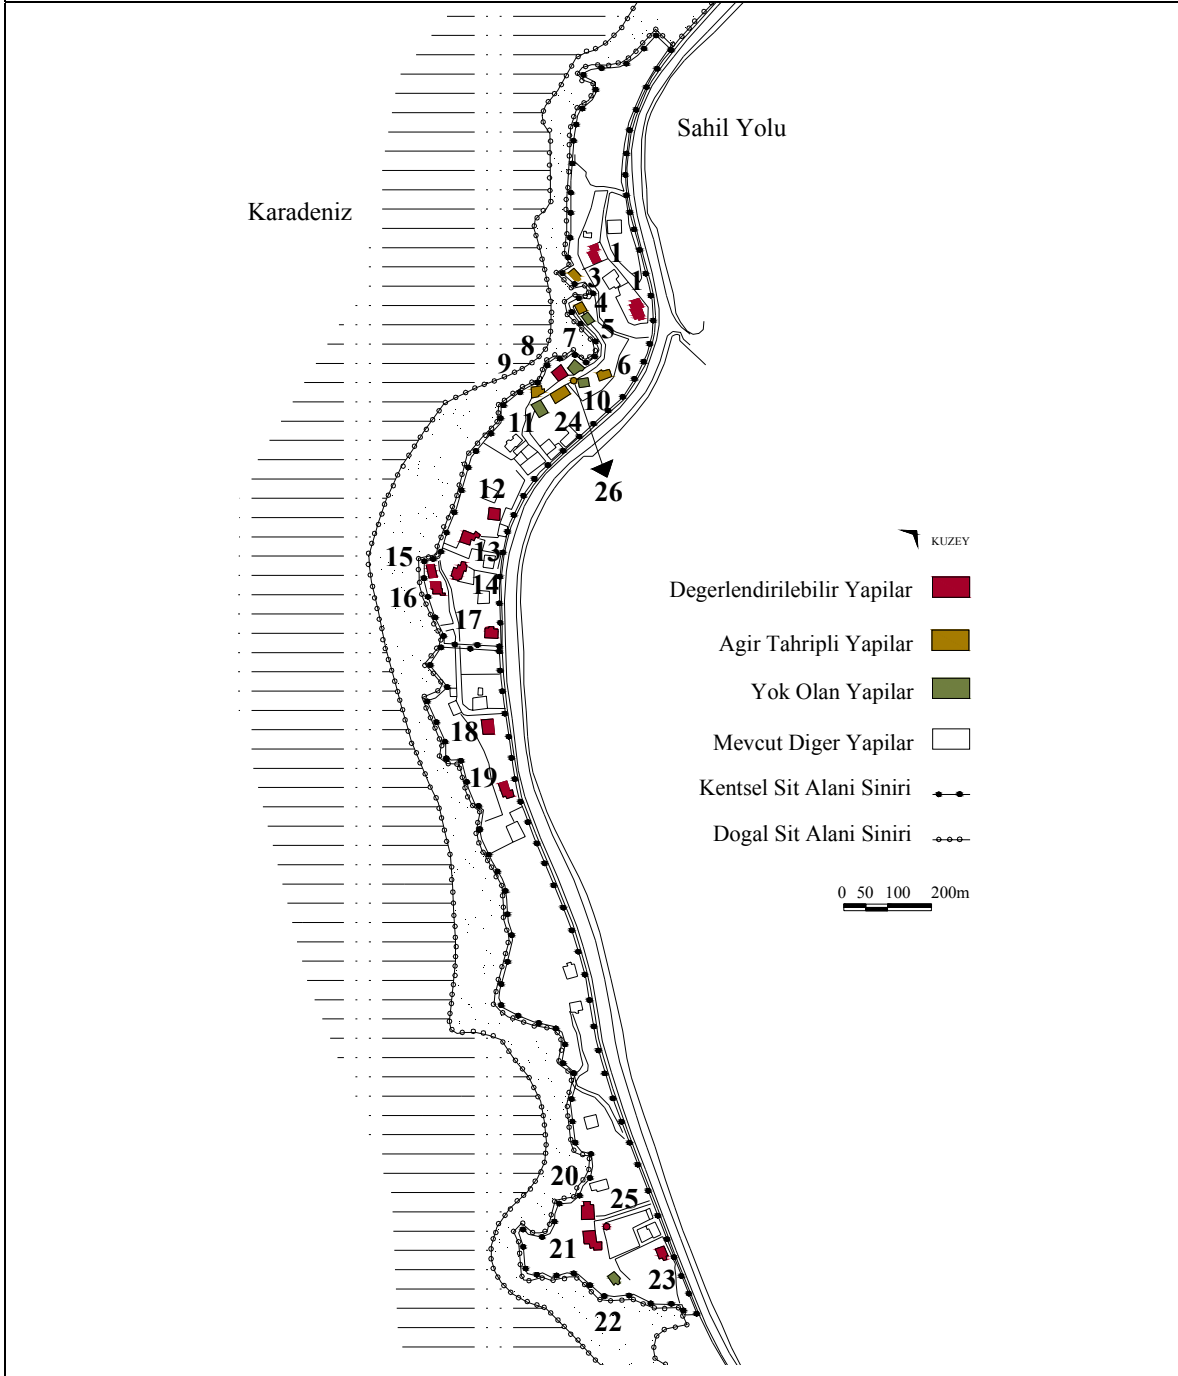 Sahil Yolu
Karadeniz
1
3
1
4
5
7
8
9
6
10
11
24
26
12
13
15
14
16
17
18
19
KUZEY
Degerlendirilebilir Yapilar
Agir Tahripli Yapilar
Yok Olan Yapilar
Mevcut Diger Yapilar
Kentsel Sit Alani Siniri
Dogal Sit Alani Siniri
0 50 100 200m
20
25
21
23
22